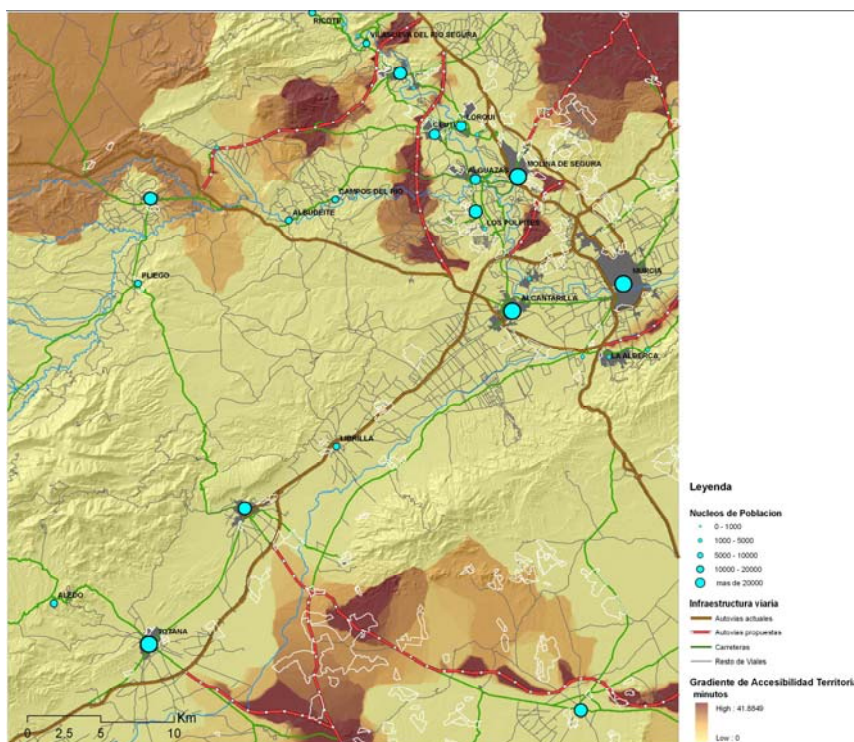 RICOTE
VILANUEVA DEL RIO SEGURA
LORQUI
CEUTI
MOLINA DE SEGURA
ALGUAZAS
CAMPOS DEL RIO
LOS PULPITES
ALBUDEITE
MURCIA
PLIEGO
ALCANTARILLA
LA ALBERCA
LIBRILLA
ALEDO
TOTANA
Km
0 2.5 5 10
Leyenda
Nucleos de Poblacion
0 - 1000
1000 - 5000
5000 - 10000
10000 - 20000
mas de 20000
Infraestructura viaria
Autovias actuales
Autovias propuestas
Carreteras
Resto de Viales
Gradiente de Accesibilidad Territoria
minutos
High : 41.8849
Low : 0